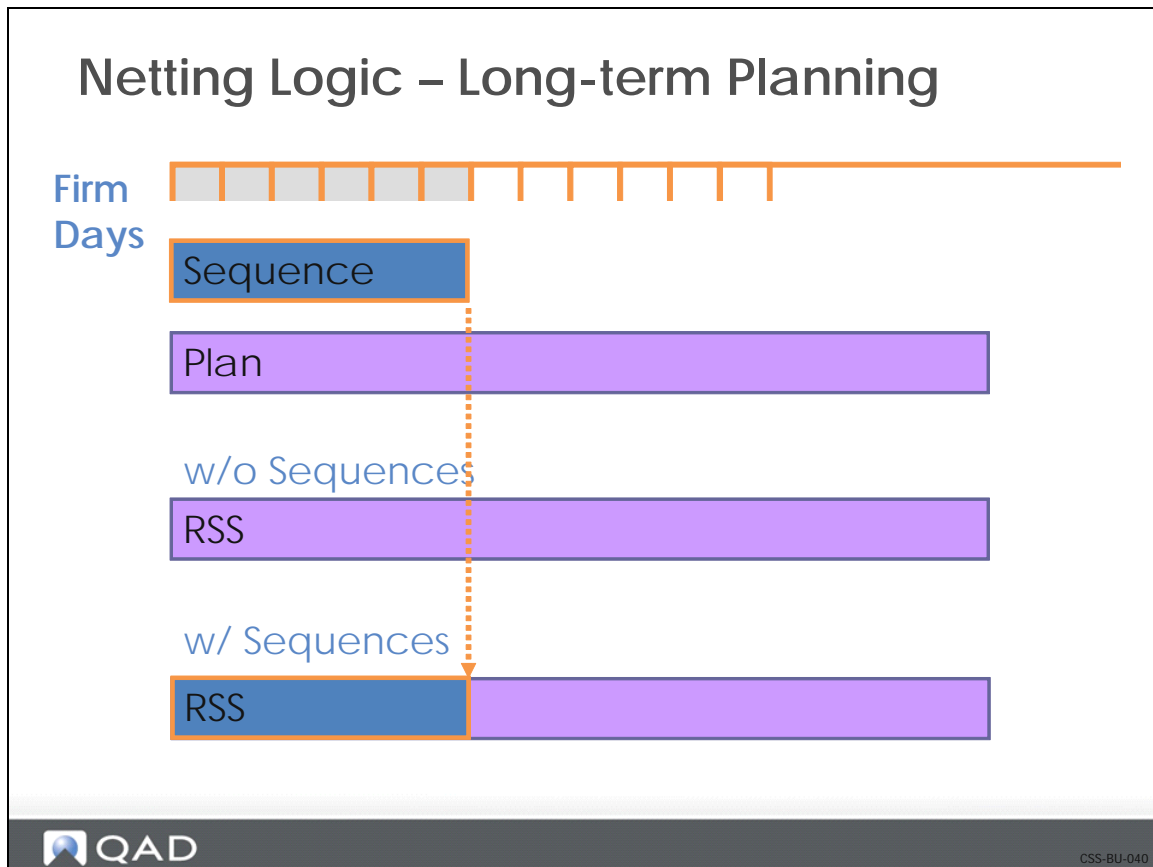 Netting Logic – Long-term Planning
Firm
Days
Sequence
Plan
w/o Sequences
RSS
w/ Sequences
RSS
QAD
CSS-BU-040